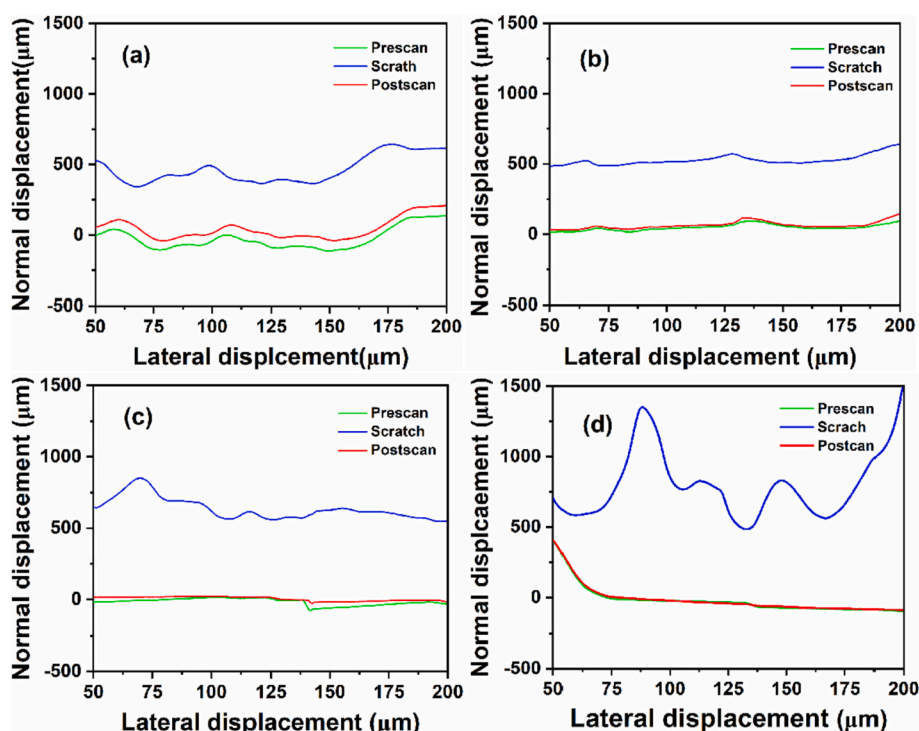 (a)
Normal displacement(μm)
1500
1000
500
0
-500
Prescan
Scrath
Postscan
50 75 100 125 150 175 200
Lateral displcement(μm)
(b)
Normal displacement (μm)
1500
1000
500
0
-500
Prescan
Scratch
Postscan
50 75 100 125 150 175 200
Lateral displacement (μm)
(c)
Normal displacement (μm)
1500
1000
500
0
-500
Prescan
Scratch
Postscan
50 75 100 125 150 175 200
Lateral displacement (μm)
(d)
Normal displcaement (μm)
1500
1000
500
0
-500
Prescan
Scrach
Postcan
50 75 100 125 150 175 200
Lateral displacement (μm)